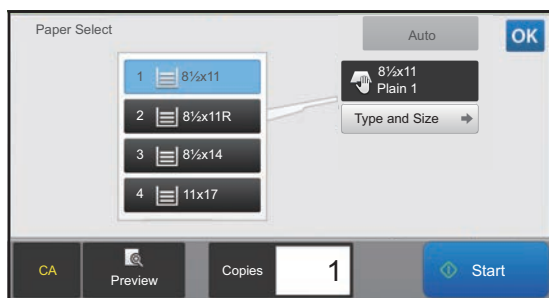 Paper Select
Auto
OK
1 8½x11
2 8½x11R
3 8½x14
4 11x17
8½x11
Plain 1
Type and Size
CA
Preview
Copies
1
Start